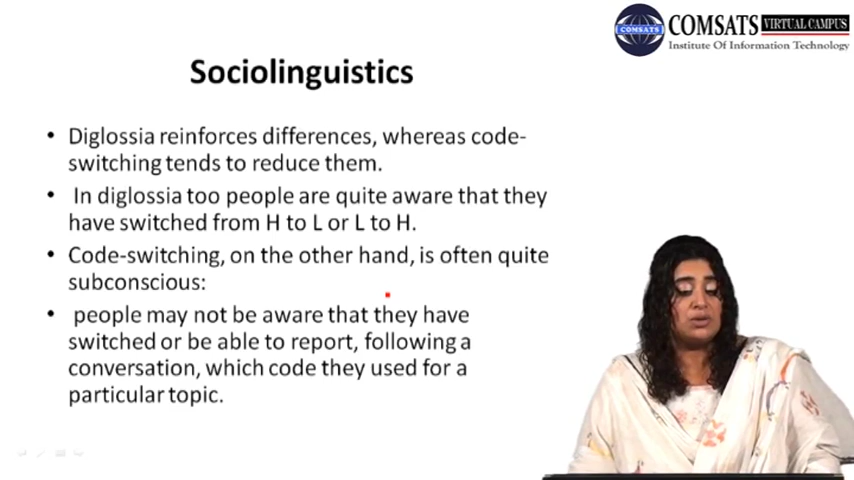 COMSATS VIRTUAL CAMPUS
Institute Of Information Technology
COMSATS
Sociolinguistics
• Diglossia reinforces differences, whereas code-
switching tends to reduce them.
• In diglossia too people are quite aware that they
have switched from H to L or L to H.
• Code-switching, on the other hand, is often quite
subconscious:
• people may not be aware that they have
switched or be able to report, following a
conversation, which code they used for a
particular topic.